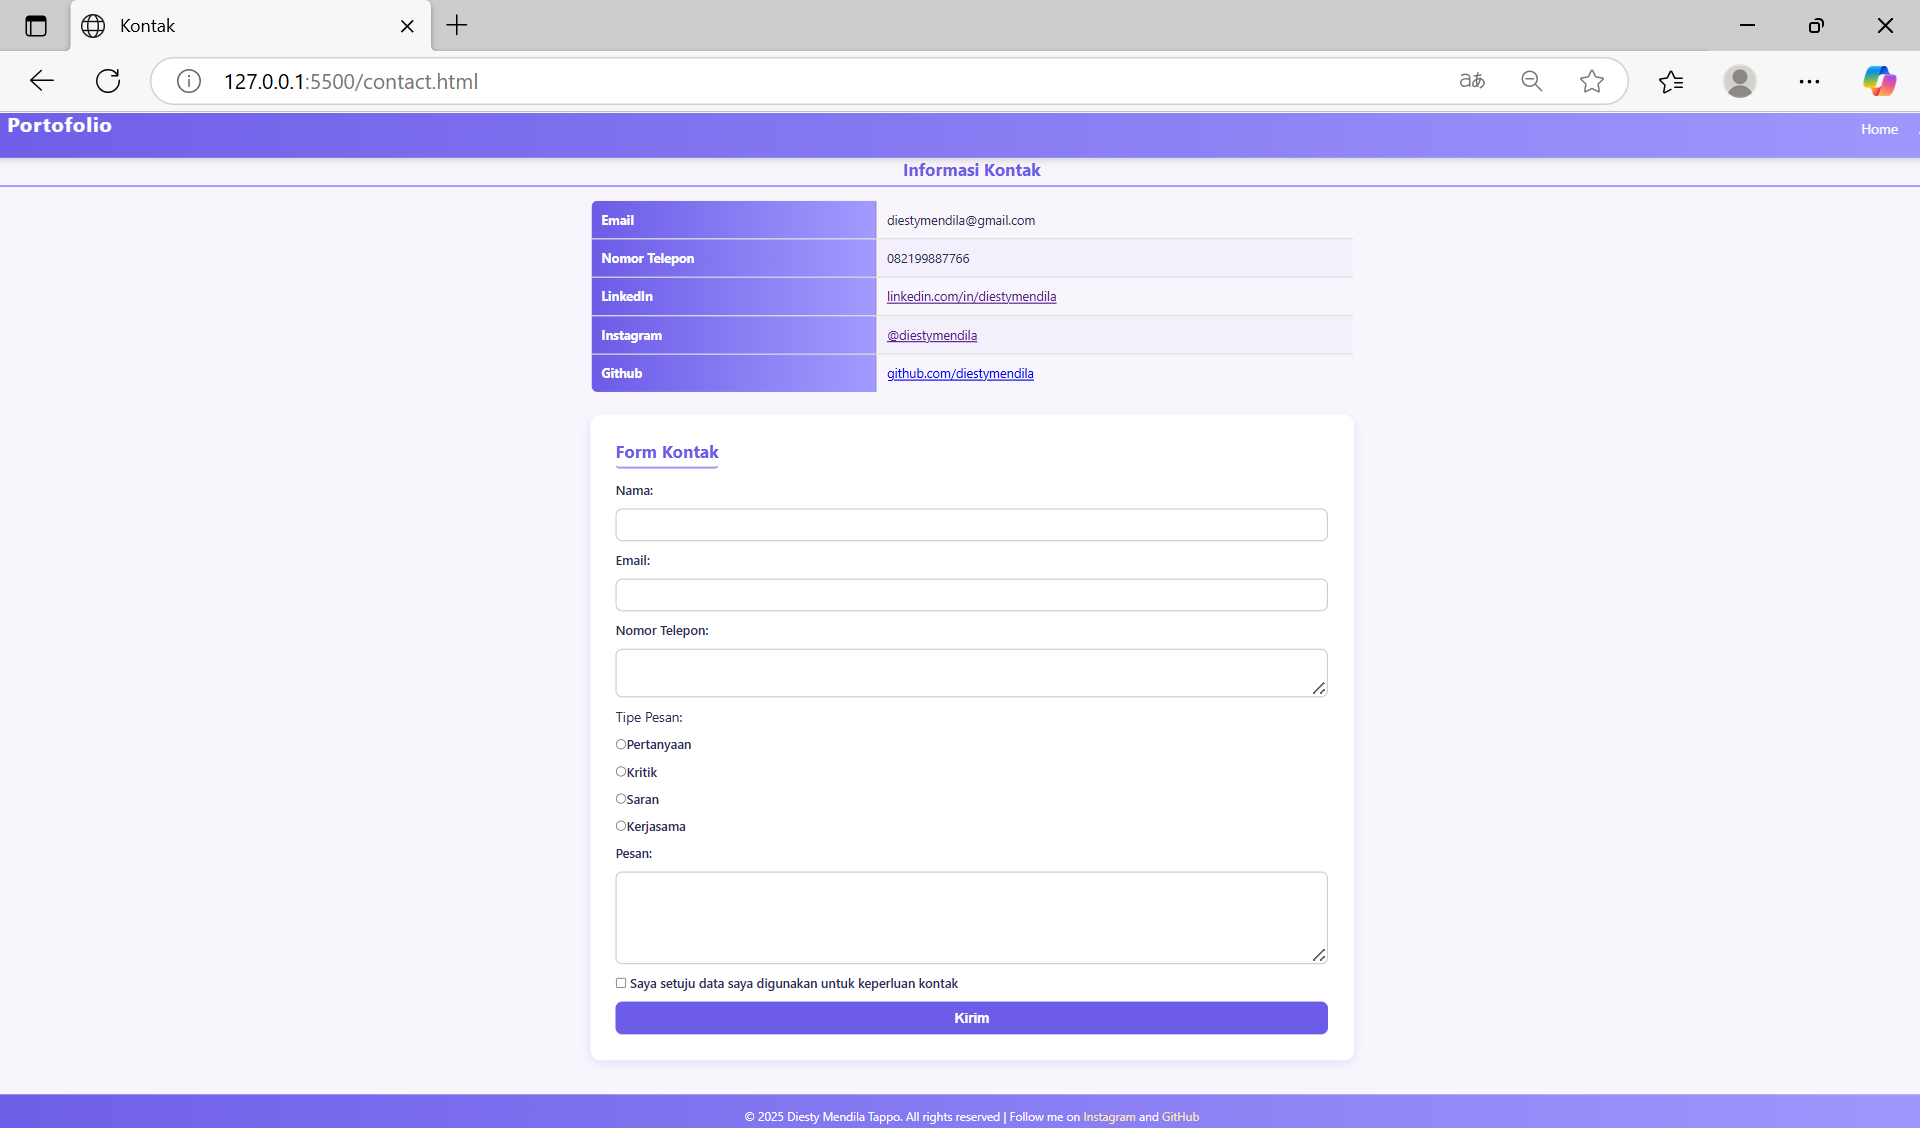 Kontak
127.0.0.1:5500/contact.html
aあ
Portofolio
Home
Informasi Kontak
Email diestymendila@gmail.com
Nomor Telepon 082199887766
LinkedIn linkedin.com/in/diestymendila
Instagram @diestymendila
Github github.com/diestymendila
Form Kontak
Nama:
Email:
Nomor Telepon:
Tipe Pesan:
Pertanyaan
Kritik
Saran
Kerjasama
Pesan:
Saya setuju data saya digunakan untuk keperluan kontak
Kirim
© 2025 Diesty Mendila Tappo. All rights reserved | Follow me on Instagram and GitHub